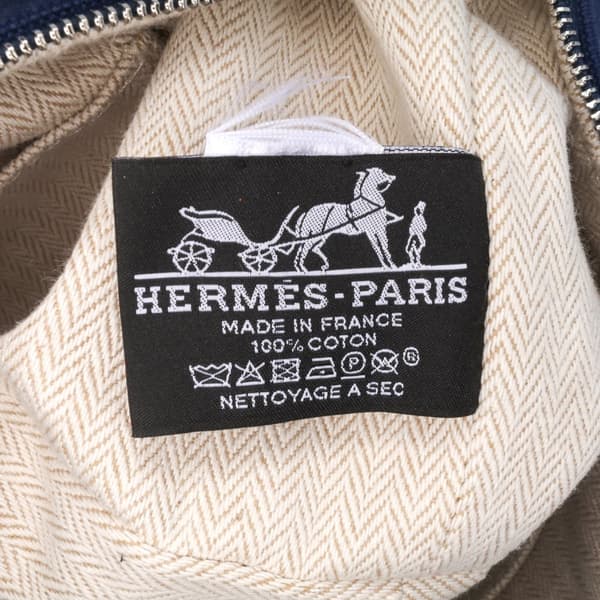 HERMÈS-PARIS
MADE IN FRANCE
100% COTON
P ®
NETTOYAGE A SEC